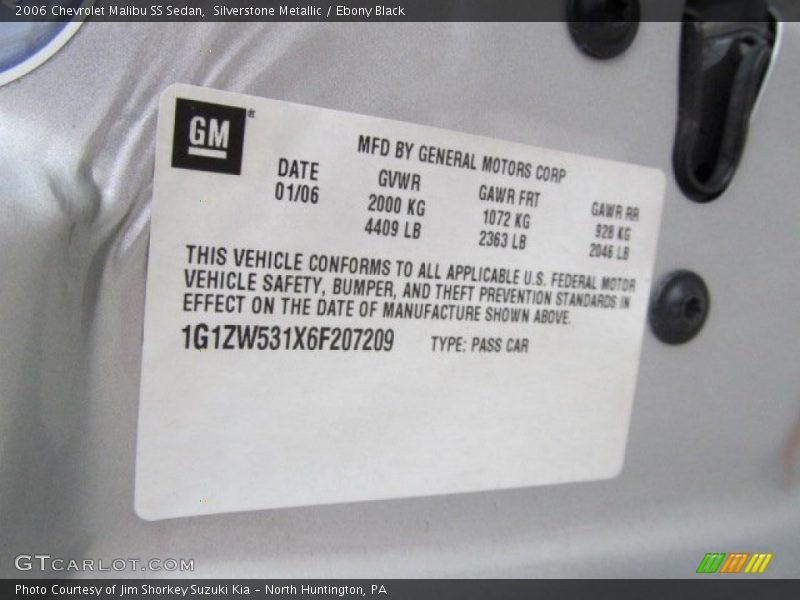 2006 Chevrolet Malibu SS Sedan,  Silverstone Metallic / Ebony Black
GM®
MFD BY GENERAL MOTORS CORP
DATE GVWR GAWR FRT GAWR RR
01/06 2000 KG 1072 KG 928 KG
4409 LB 2363 LB 2046 LB
THIS VEHICLE CONFORMS TO ALL APPLICABLE U.S. FEDERAL MOTOR
VEHICLE SAFETY, BUMPER, AND THEFT PREVENTION STANDARDS IN
EFFECT ON THE DATE OF MANUFACTURE SHOWN ABOVE.
1G1ZW531X6F207209 TYPE: PASS CAR
GTCARLOT.COM
Photo Courtesy of Jim Shorkey Suzuki Kia – North Huntington, PA